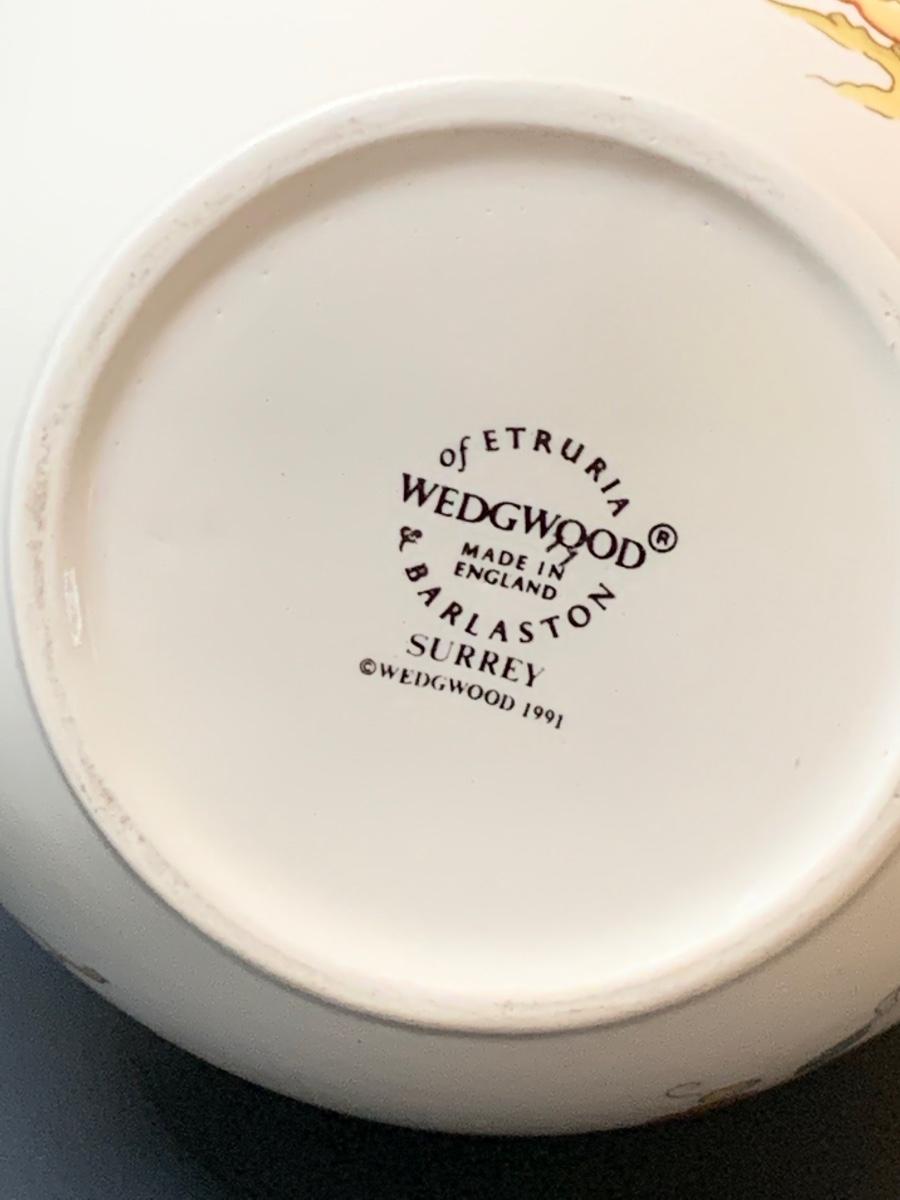 of ETRURIA
WEDGWOOD®
MADE IN
ENGLAND
& BARLASTON
SURREY
©WEDGWOOD 1991